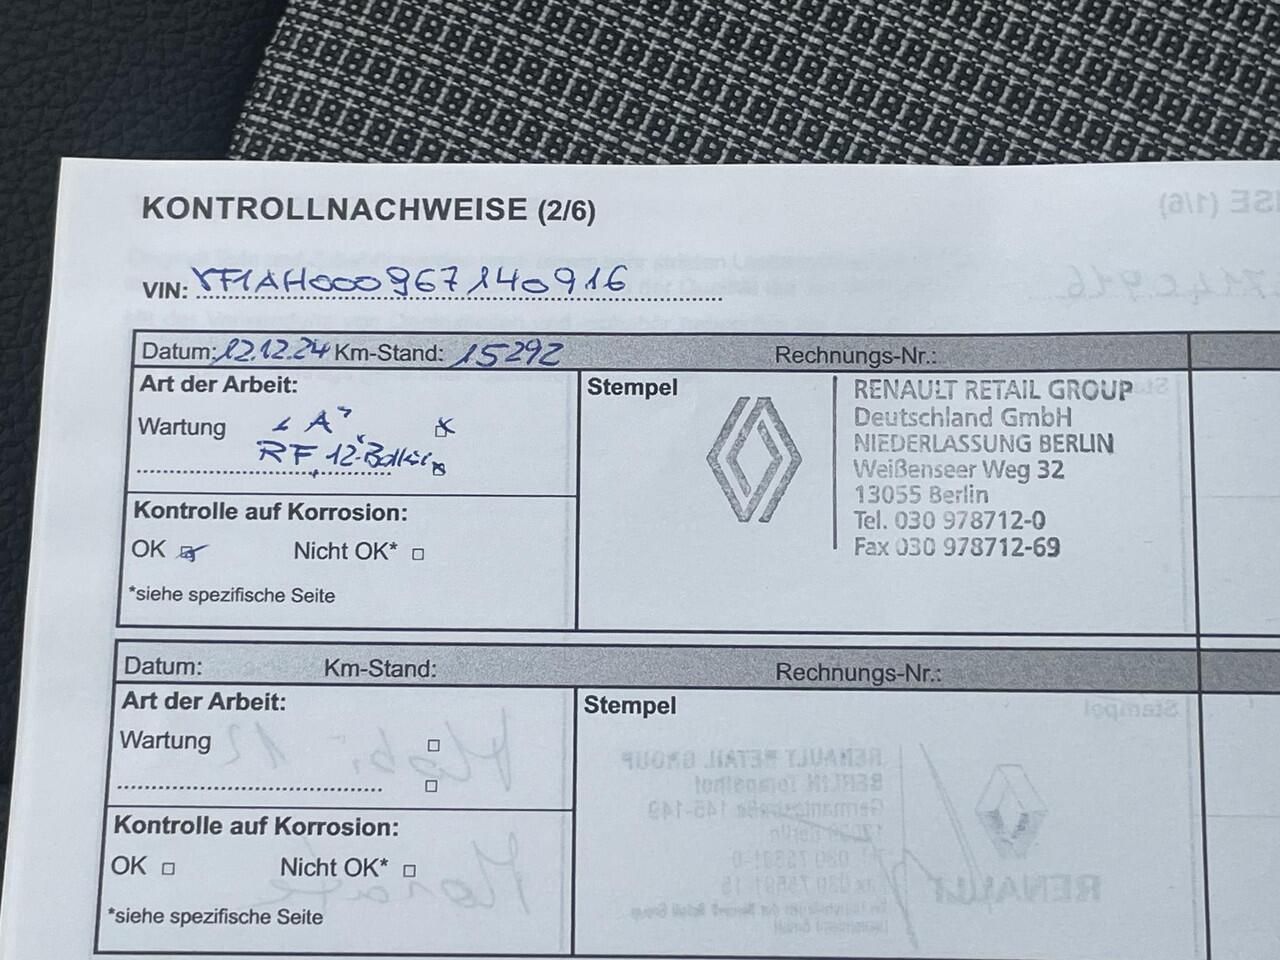 KONTROLLNACHWEISE (2/6)
VIN: VF1AH000967140916
Datum: 12.12.24 Km-Stand: 15292 Rechnungs-Nr.:
Art der Arbeit:
Wartung "A"
RF 12-
Kontrolle auf Korrosion:
OK Nicht OK*
*siehe spezifische Seite
Stempel
RENAULT RETAIL GROUP
Deutschland GmbH
NIEDERLASSUNG BERLIN
Weißenseer Weg 32
13055 Berlin
Tel. 030 978712-0
Fax 030 978712-69
Datum: Km-Stand: Rechnungs-Nr.:
Art der Arbeit:
Wartung
Kontrolle auf Korrosion:
OK Nicht OK*
*siehe spezifische Seite
Stempel